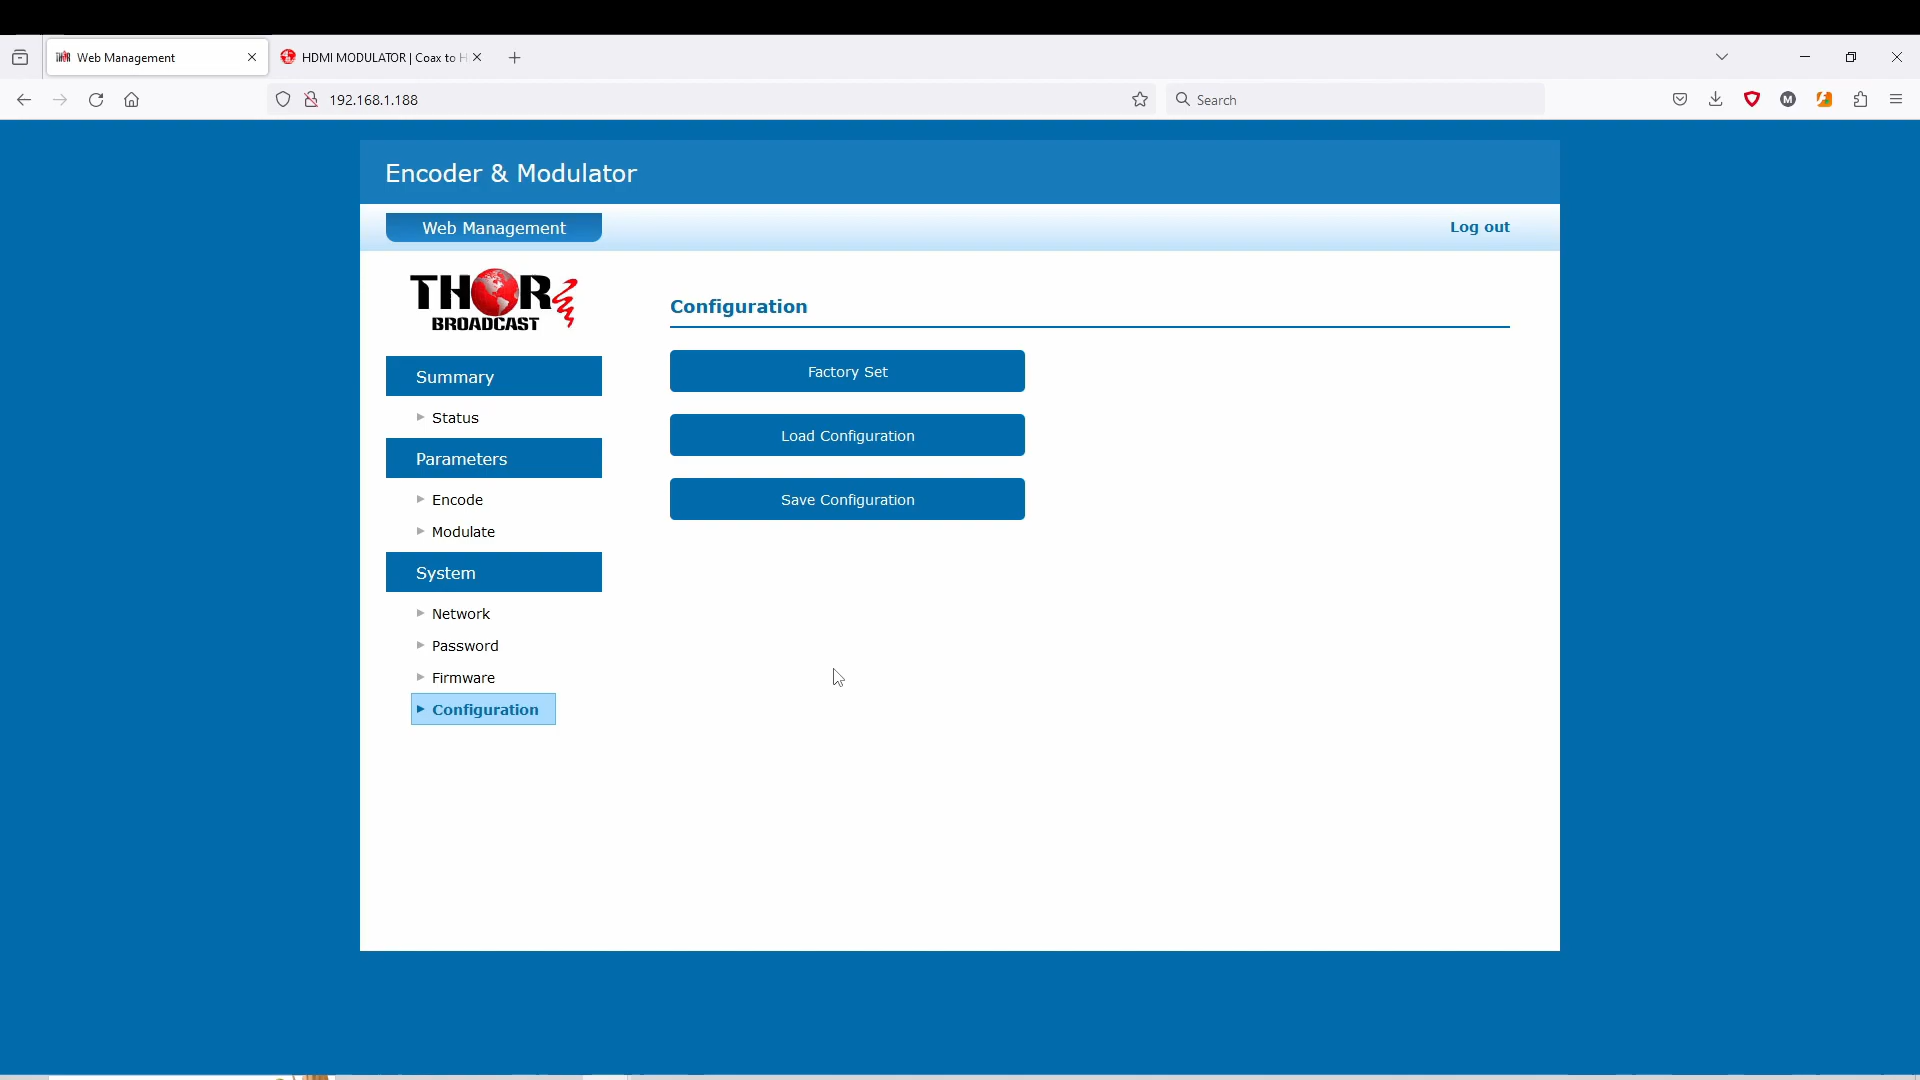 Web Management
HDMI MODULATOR | Coax to H
192.168.1.188
Search
M
Encoder & Modulator
Web Management
Log out
THOR
BROADCAST
Configuration
Factory Set
Load Configuration
Save Configuration
Summary
Status
Parameters
Encode
Modulate
System
Network
Password
Firmware
Configuration